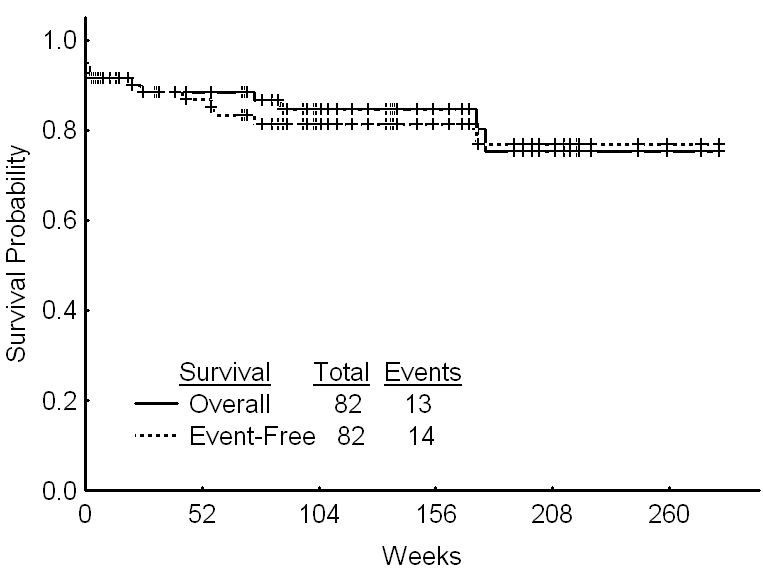 1.0
0.8
0.6
0.4
0.2
0.0
Survival Probability
Survival Total Events
Overall 82 13
Event-Free 82 14
0 52 104 156 208 260
Weeks